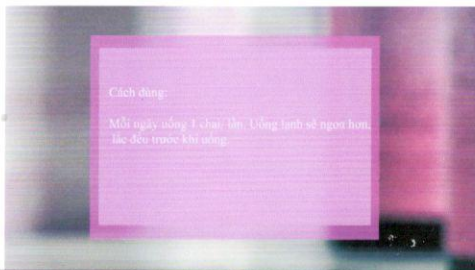 Cách dùng:
Mỗi ngày uống 1 chai/ lần. Uống lạnh sẽ ngon hơn,
lắc đều trước khi uống.